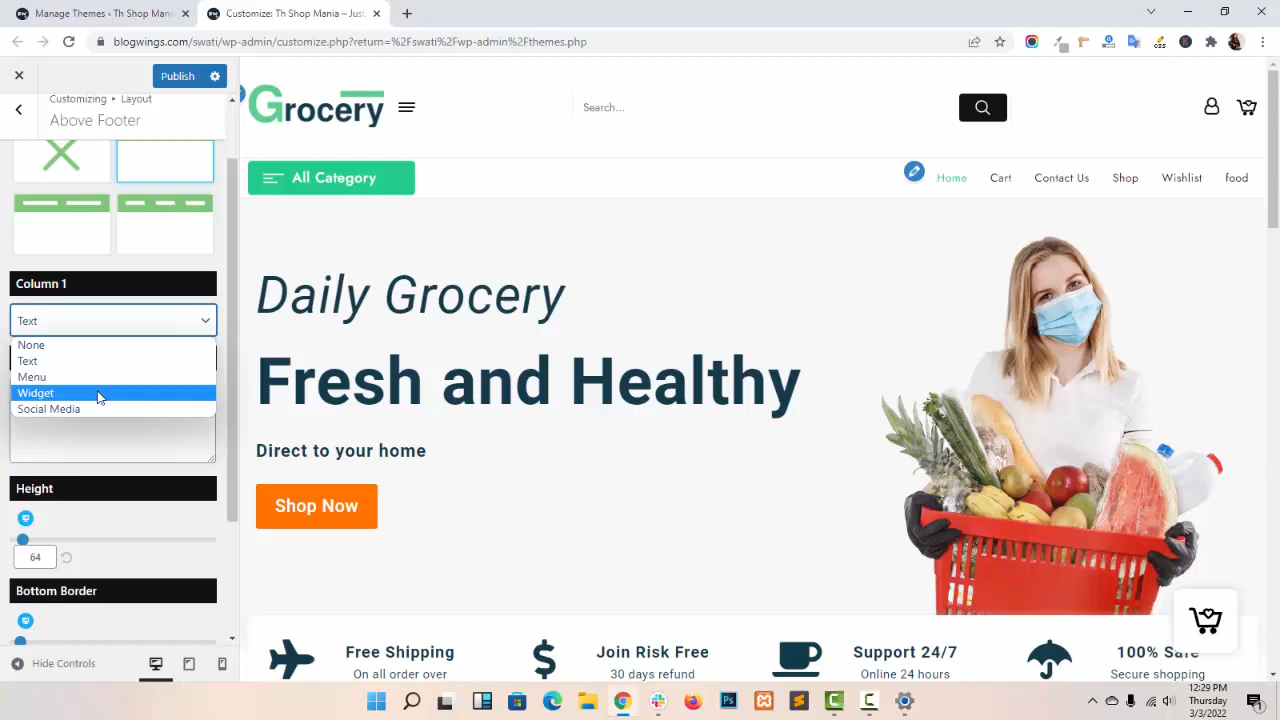 Manage Themes ‹ Th Shop Mania
Customize: Th Shop Mania – Just
blogwings.com/swati/wp-admin/customize.php?return=%2Fswati%2Fwp-admin%2Fthemes.php
Publish
Customizing ▸ Layout
Above Footer
Column 1
Text
None
Text
Menu
Widget
Social Media
Height
64
Bottom Border
Hide Controls
Grocery
Search...
All Category
Home
Cart
Contact Us
Shop
Wishlist
food
Daily Grocery
Fresh and Healthy
Direct to your home
Shop Now
Free Shipping
On all order over
Join Risk Free
30 days refund
Support 24/7
Online 24 hours
100% Safe
Secure shopping
12:29 PM
Thursday
3/3/2022